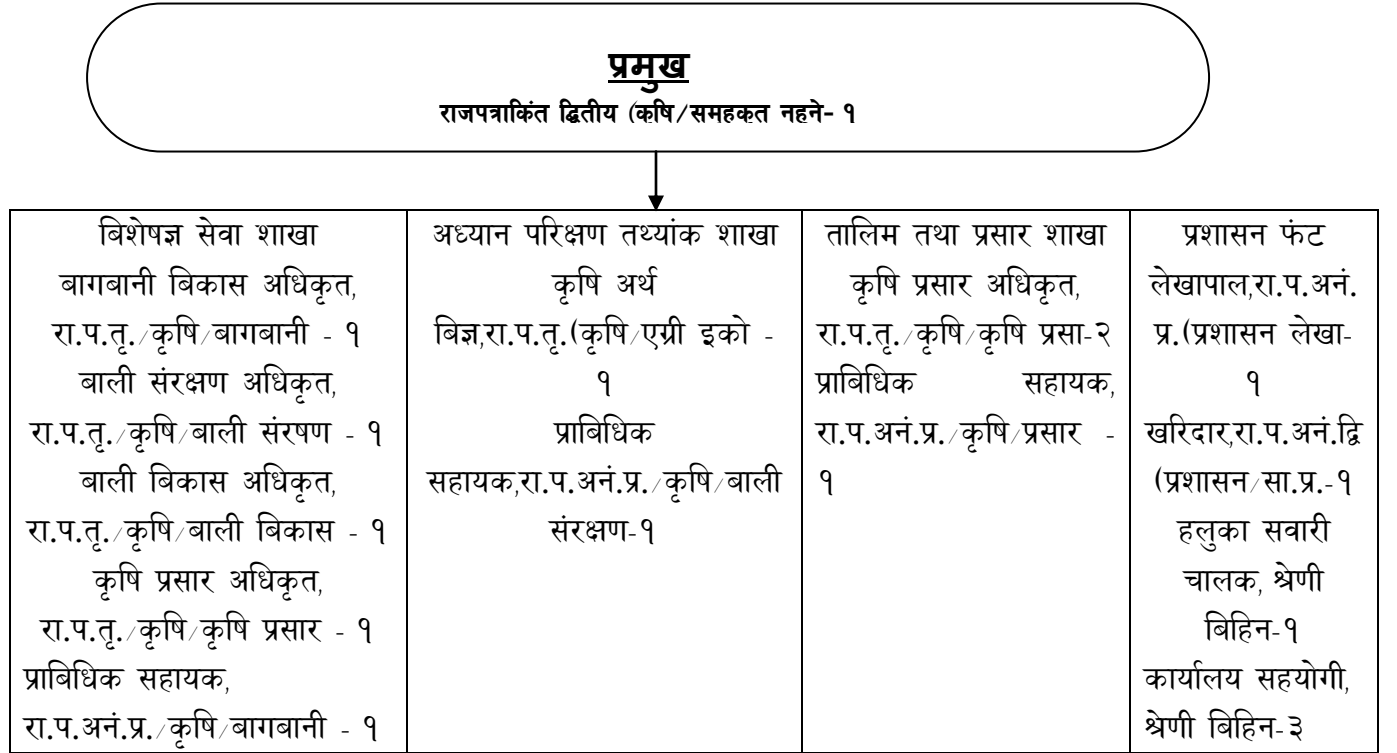 प्रमुख
राजपत्राकिंत द्धितीय (कृषि/समहकृत नहने- १
बिशेषज्ञ सेवा शाखा
बागबानी बिकास अधिकृत,
रा.प.तृ./कृषि/बागबानी - १
बाली संरक्षण अधिकृत,
रा.प.तृ./कृषि/बाली संरषण - १
बाली बिकास अधिकृत,
रा.प.तृ./कृषि/बाली बिकास - १
कृषि प्रसार अधिकृत,
रा.प.तृ./कृषि/कृषि प्रसार - १
प्राबिधिक सहायक,
रा.प.अनं.प्र./कृषि/बागबानी - १
अध्यान परिक्षण तथ्यांक शाखा
कृषि अर्थ
बिज्ञ,रा.प.तृ.(कृषि/एग्री इको -
१
प्राबिधिक
सहायक,रा.प.अनं.प्र./कृषि/बाली
संरक्षण-१
तालिम तथा प्रसार शाखा
कृषि प्रसार अधिकृत,
रा.प.तृ./कृषि/कृषि प्रसा-२
प्राबिधिक सहायक,
रा.प.अनं.प्र./कृषि/प्रसार -
१
प्रशासन फंट
लेखापाल,रा.प.अनं.
प्र.(प्रशासन लेखा-
१
खरिदार,रा.प.अनं.द्वि
(प्रशासन/सा.प्र.-१
हलुका सवारी
चालक, श्रेणी
बिहिन-१
कार्यालय सहयोगी,
श्रेणी बिहिन-३